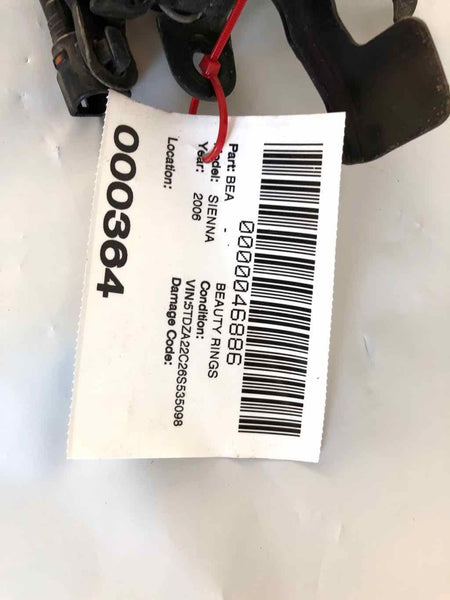 0000046886
Part: BEA - BEAUTY RINGS
Model: SIENNA Condition:
Year: 2006 VIN:5TDZA22C26S535098
Location: Damage Code:
000364